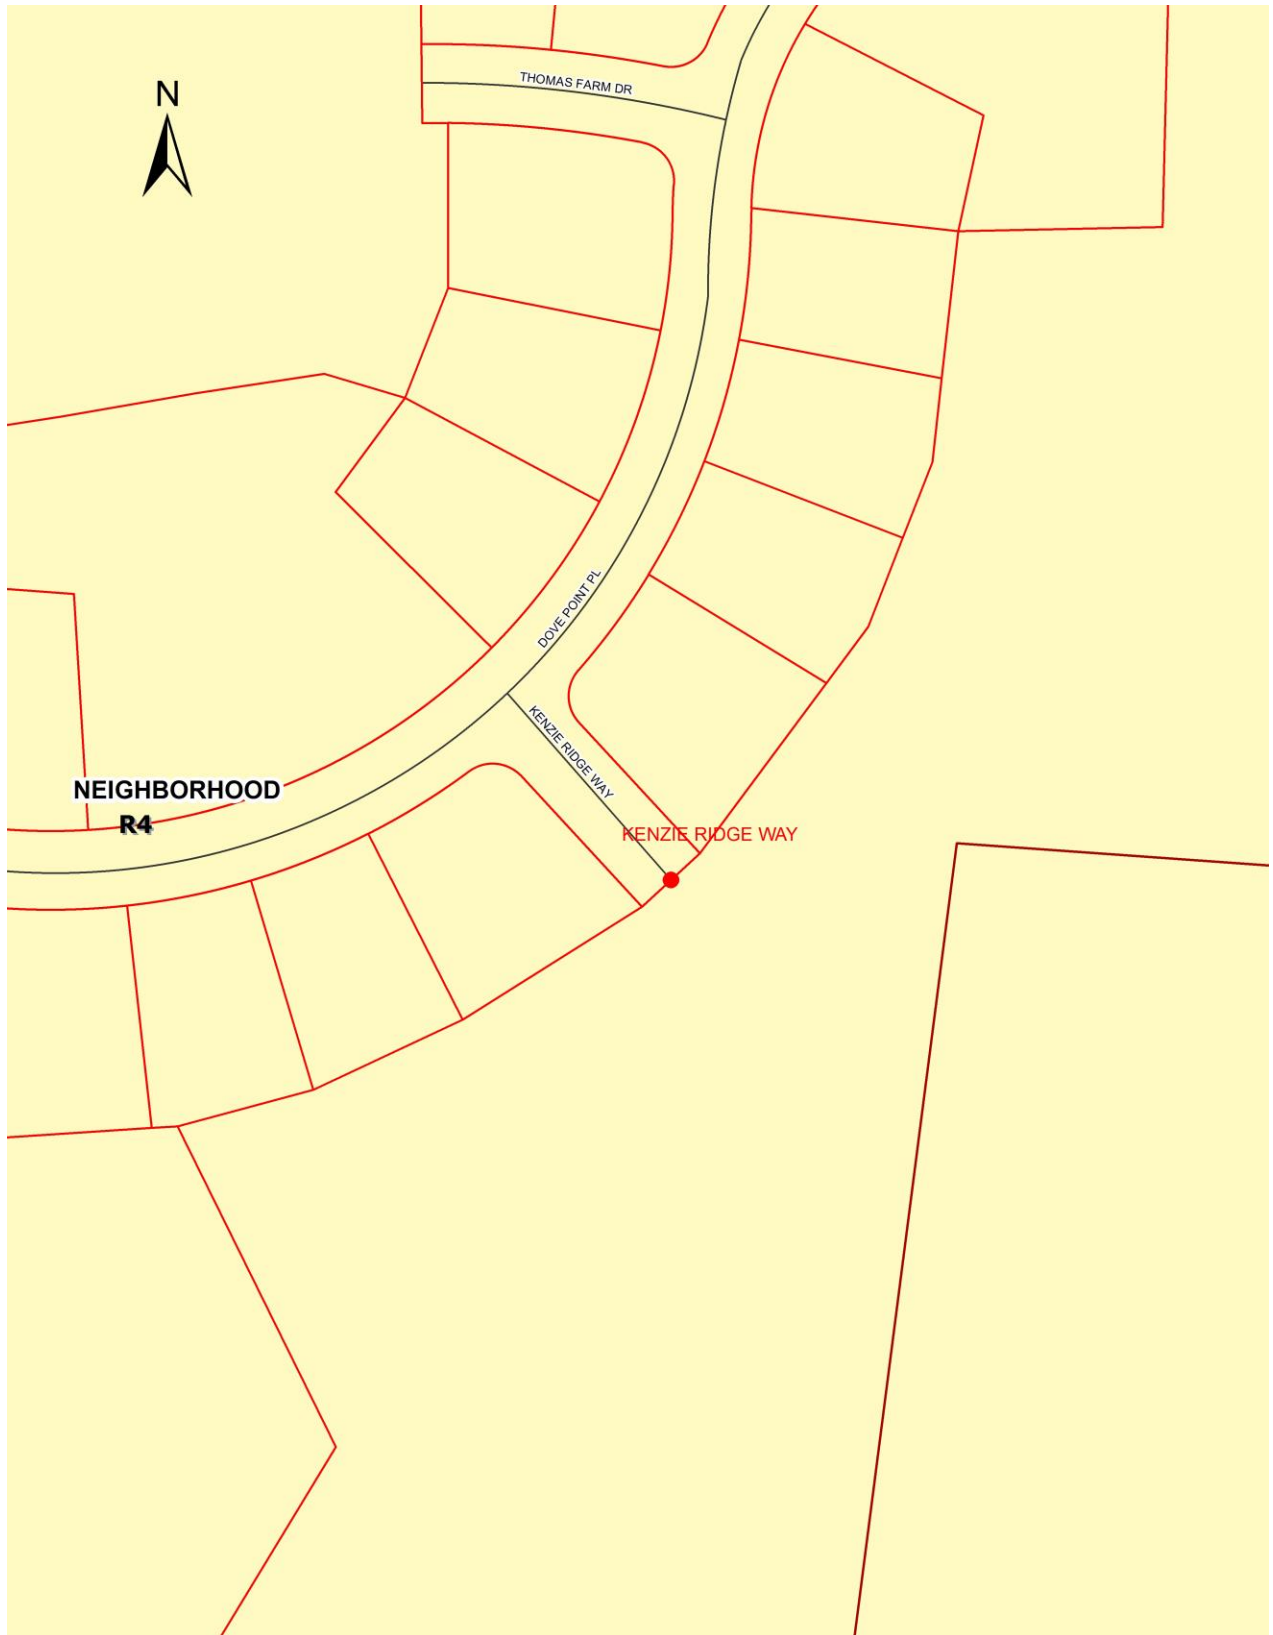 THOMAS FARM DR
N
DOVE POINT PL
KENZIE RIDGE WAY
NEIGHBORHOOD
R4
KENZIE RIDGE WAY